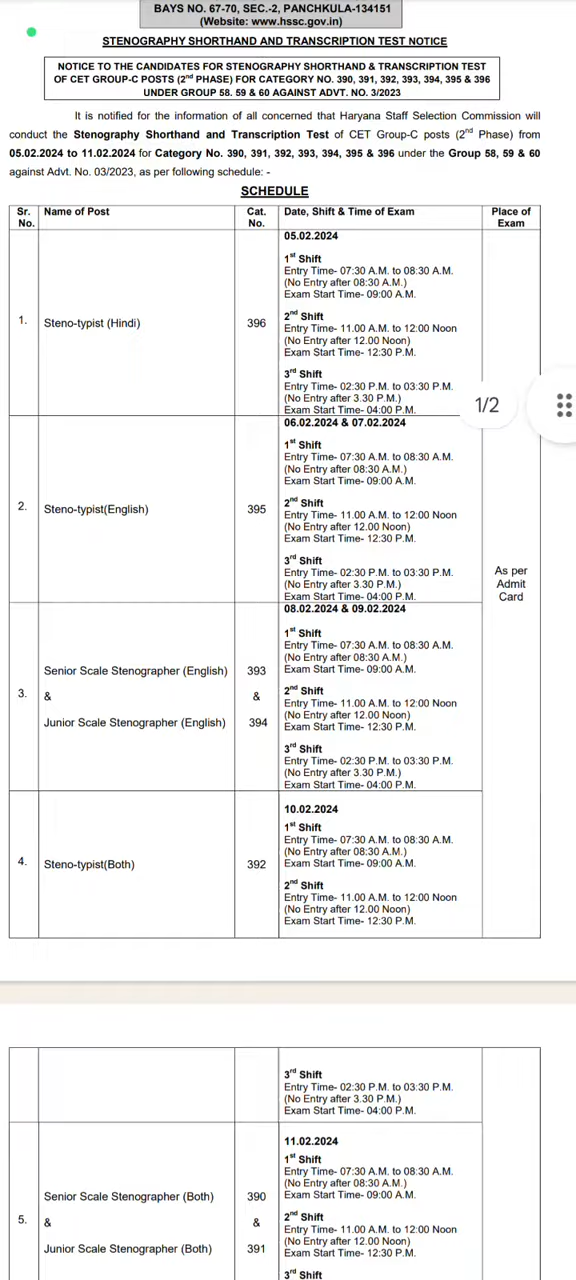 BAYS NO. 67-70, SEC.-2, PANCHKULA-134151
(Website: www.hssc.gov.in)
STENOGRAPHY SHORTHAND AND TRANSCRIPTION TEST NOTICE
NOTICE TO THE CANDIDATES FOR STENOGRAPHY SHORTHAND & TRANSCRIPTION TEST
OF CET GROUP-C POSTS (2nd PHASE) FOR CATEGORY NO. 390, 391, 392, 393, 394, 395 & 396
UNDER GROUP 58. 59 & 60 AGAINST ADVT. NO. 3/2023
It is notified for the information of all concerned that Haryana Staff Selection Commission will
conduct the Stenography Shorthand and Transcription Test of CET Group-C posts (2nd Phase) from
05.02.2024 to 11.02.2024 for Category No. 390, 391, 392, 393, 394, 395 & 396 under the Group 58, 59 & 60
against Advt. No. 03/2023, as per following schedule: -
SCHEDULE
Sr. No. Name of Post Cat. No. Date, Shift & Time of Exam Place of Exam
05.02.2024
1st Shift
Entry Time- 07:30 A.M. to 08:30 A.M.
(No Entry after 08:30 A.M.)
Exam Start Time- 09:00 A.M.
1. Steno-typist (Hindi) 396
2nd Shift
Entry Time- 11.00 A.M. to 12:00 Noon
(No Entry after 12.00 Noon)
Exam Start Time- 12:30 P.M.
3rd Shift
Entry Time- 02:30 P.M. to 03:30 P.M.
(No Entry after 3.30 P.M.)
Exam Start Time- 04:00 P.M.
1/2
06.02.2024 & 07.02.2024
1st Shift
Entry Time- 07:30 A.M. to 08:30 A.M.
(No Entry after 08:30 A.M.)
Exam Start Time- 09:00 A.M.
2. Steno-typist(English) 395
2nd Shift
Entry Time- 11.00 A.M. to 12:00 Noon
(No Entry after 12.00 Noon)
Exam Start Time- 12:30 P.M.
3rd Shift
Entry Time- 02:30 P.M. to 03:30 P.M.
(No Entry after 3.30 P.M.)
Exam Start Time- 04:00 P.M.
As per
Admit
Card
08.02.2024 & 09.02.2024
1st Shift
Entry Time- 07:30 A.M. to 08:30 A.M.
(No Entry after 08:30 A.M.)
Exam Start Time- 09:00 A.M.
3. Senior Scale Stenographer (English) 393
& &
Junior Scale Stenographer (English) 394
2nd Shift
Entry Time- 11.00 A.M. to 12:00 Noon
(No Entry after 12.00 Noon)
Exam Start Time- 12:30 P.M.
3rd Shift
Entry Time- 02:30 P.M. to 03:30 P.M.
(No Entry after 3.30 P.M.)
Exam Start Time- 04:00 P.M.
10.02.2024
1st Shift
Entry Time- 07:30 A.M. to 08:30 A.M.
(No Entry after 08:30 A.M.)
Exam Start Time- 09:00 A.M.
4. Steno-typist(Both) 392
2nd Shift
Entry Time- 11.00 A.M. to 12:00 Noon
(No Entry after 12.00 Noon)
Exam Start Time- 12:30 P.M.
3rd Shift
Entry Time- 02:30 P.M. to 03:30 P.M.
(No Entry after 3.30 P.M.)
Exam Start Time- 04:00 P.M.
11.02.2024
1st Shift
Entry Time- 07:30 A.M. to 08:30 A.M.
(No Entry after 08:30 A.M.)
Exam Start Time- 09:00 A.M.
5. Senior Scale Stenographer (Both) 390
& &
Junior Scale Stenographer (Both) 391
2nd Shift
Entry Time- 11.00 A.M. to 12:00 Noon
(No Entry after 12.00 Noon)
Exam Start Time- 12:30 P.M.
3rd Shift